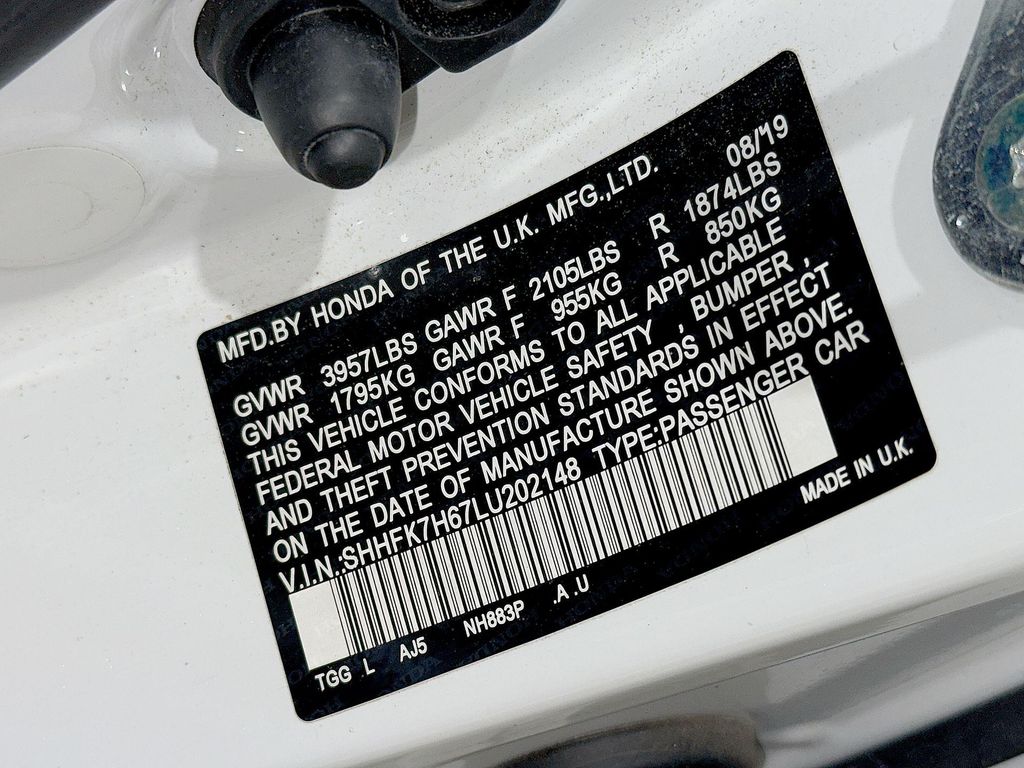 MFD.BY HONDA OF THE U.K. MFG.,LTD. 08/'19
GVWR 3957LBS GAWR F 2105LBS R 1874LBS
GVWR 1795KG GAWR F 955KG R 850KG
THIS VEHICLE CONFORMS TO ALL APPLICABLE
FEDERAL MOTOR VEHICLE SAFETY , BUMPER ,
AND THEFT PREVENTION STANDARDS IN EFFECT
ON THE DATE OF MANUFACTURE SHOWN ABOVE.
V.I.N.:SHHFK7H67LU202148 TYPE:PASSENGER CAR
TGG L AJ5 NH883P .A .U MADE IN U.K.